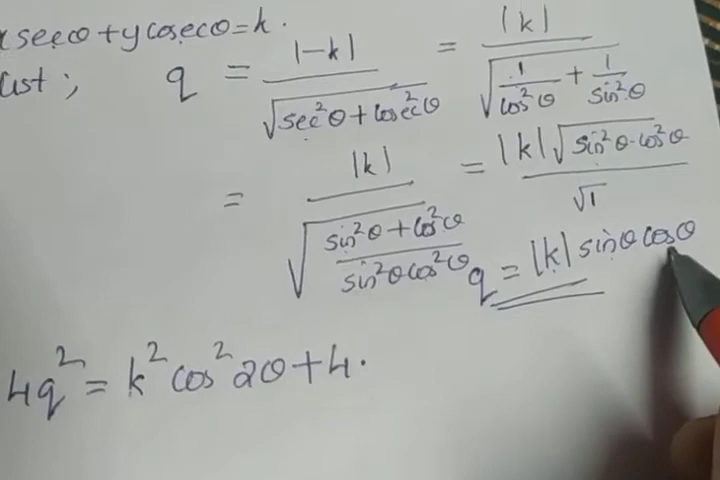 x secθ + y cosecθ = k.
Cast ; q = |-k| / √(sec²θ + cosec²θ) = |k| / √(1/cos²θ + 1/sin²θ)
= |k| / √((sin²θ + cos²θ) / (sin²θ cos²θ)) = |k| √(sin²θ·cos²θ) / √1
q = |k| sinθ cosθ
4q² = k² cos² 2θ + 4.